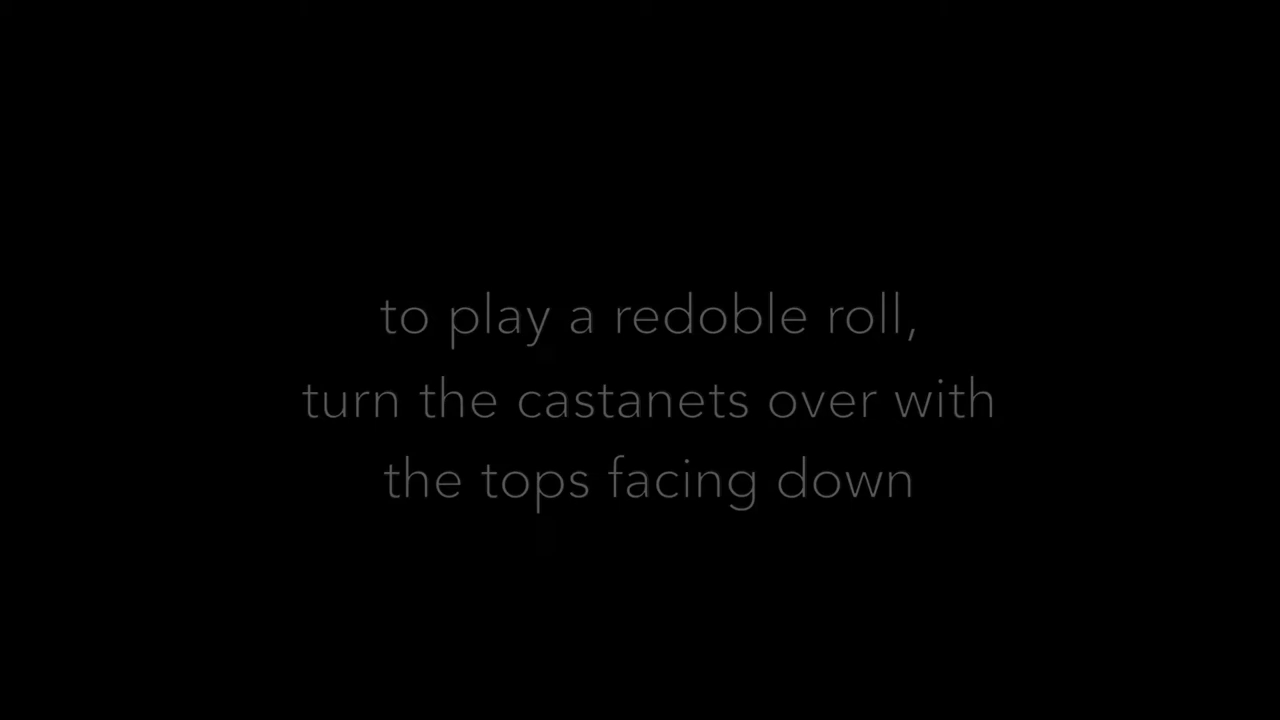 to play a redoble roll,
turn the castanets over with
the tops facing down